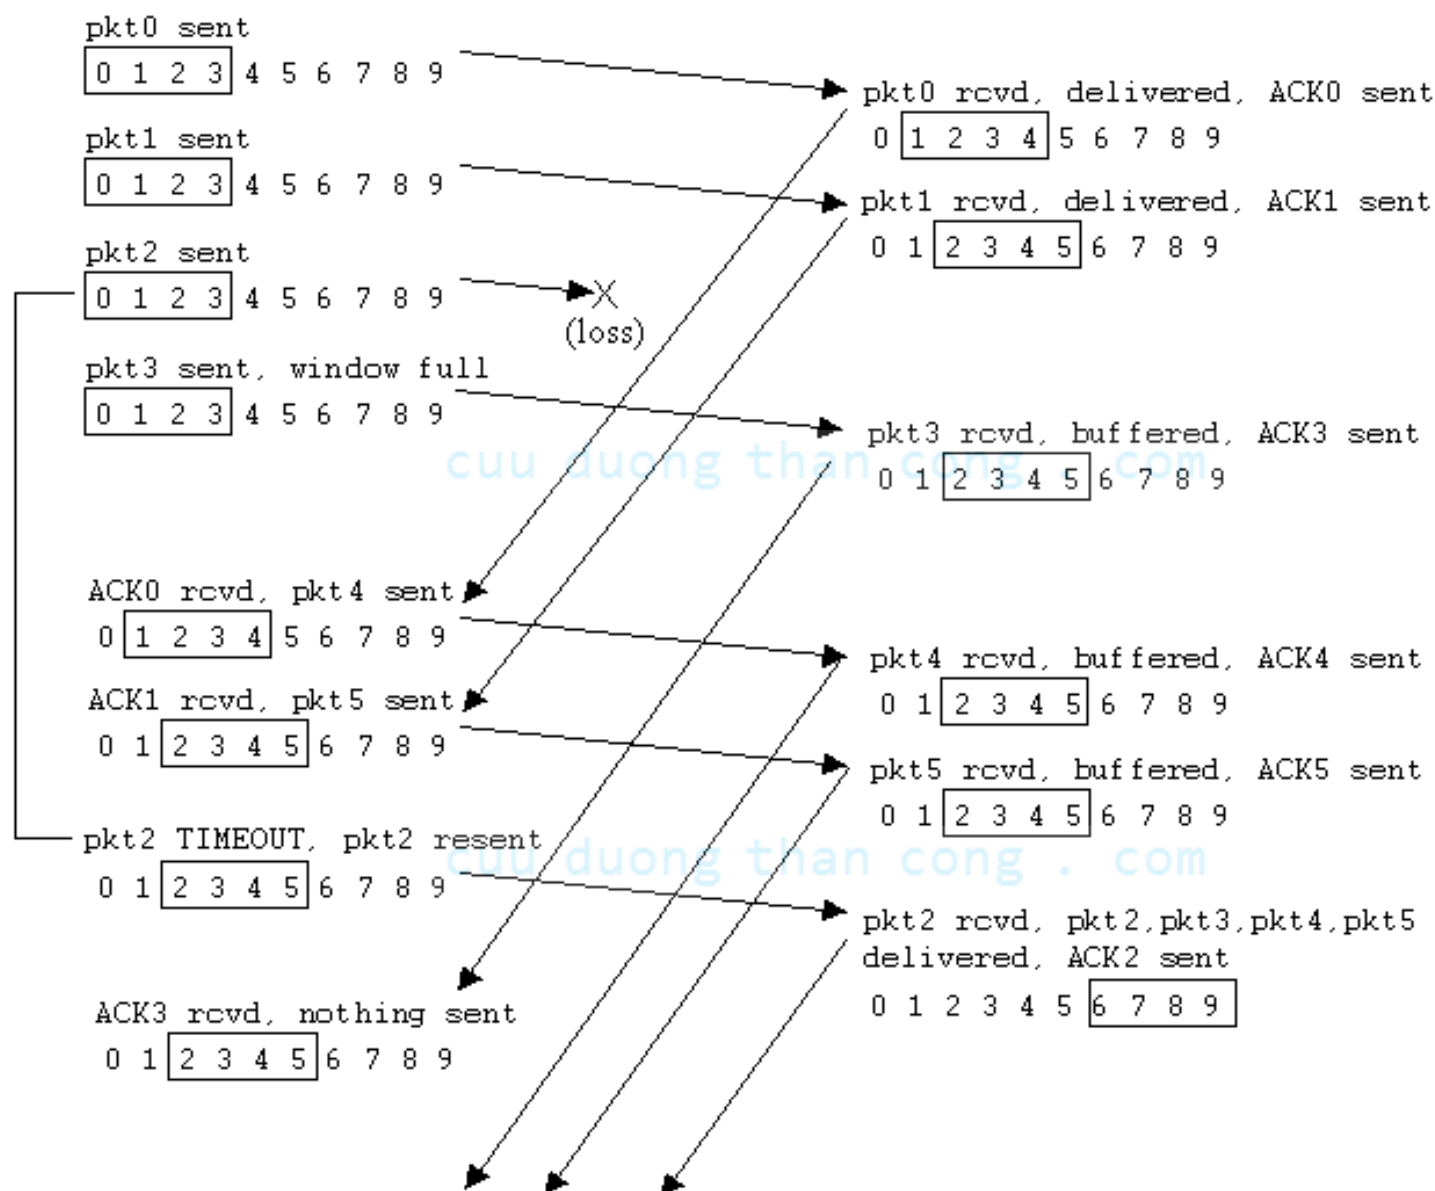 pkt0 sent
0 1 2 3 4 5 6 7 8 9
pkt0 rcvd, delivered, ACK0 sent
0 1 2 3 4 5 6 7 8 9
pkt1 sent
0 1 2 3 4 5 6 7 8 9
pkt1 rcvd, delivered, ACK1 sent
0 1 2 3 4 5 6 7 8 9
pkt2 sent
0 1 2 3 4 5 6 7 8 9
X
(loss)
pkt3 sent, window full
0 1 2 3 4 5 6 7 8 9
pkt3 rcvd, buffered, ACK3 sent
0 1 2 3 4 5 6 7 8 9
cuu duong than cong . com
ACK0 rcvd, pkt4 sent
0 1 2 3 4 5 6 7 8 9
pkt4 rcvd, buffered, ACK4 sent
0 1 2 3 4 5 6 7 8 9
ACK1 rcvd, pkt5 sent
0 1 2 3 4 5 6 7 8 9
pkt5 rcvd, buffered, ACK5 sent
0 1 2 3 4 5 6 7 8 9
pkt2 TIMEOUT, pkt2 resent
0 1 2 3 4 5 6 7 8 9
cuu duong than cong . com
pkt2 rcvd, pkt2,pkt3,pkt4,pkt5
delivered, ACK2 sent
0 1 2 3 4 5 6 7 8 9
ACK3 rcvd, nothing sent
0 1 2 3 4 5 6 7 8 9